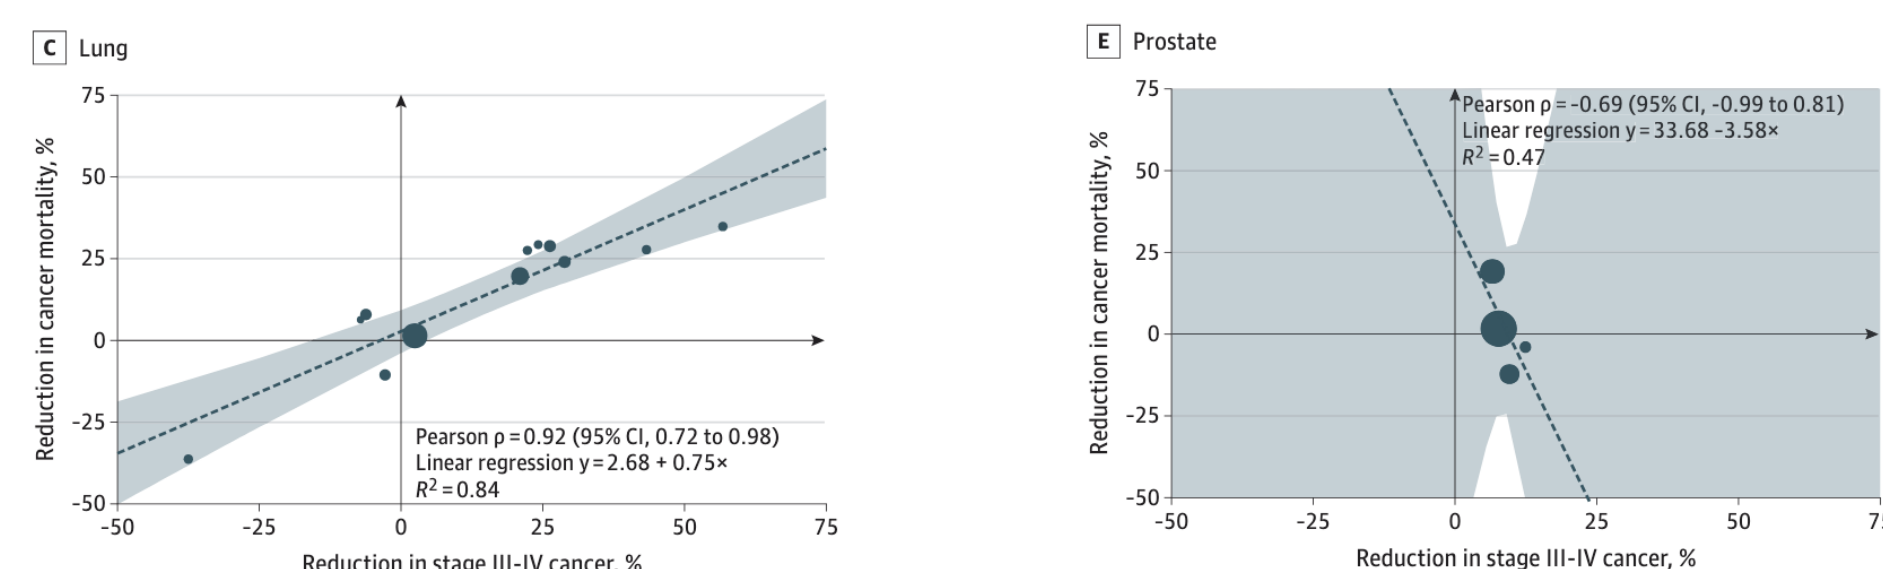 C Lung
Reduction in cancer mortality, %
75
50
25
0
-25
-50
Pearson ρ = 0.92 (95% CI, 0.72 to 0.98)
Linear regression y = 2.68 + 0.75×
R² = 0.84
-50 -25 0 25 50 75
Reduction in stage III-IV cancer, %
E Prostate
Reduction in cancer mortality, %
75
50
25
0
-25
-50
Pearson ρ = -0.69 (95% CI, -0.99 to 0.81)
Linear regression y = 33.68 -3.58×
R² = 0.47
-50 -25 0 25 50 75
Reduction in stage III-IV cancer, %